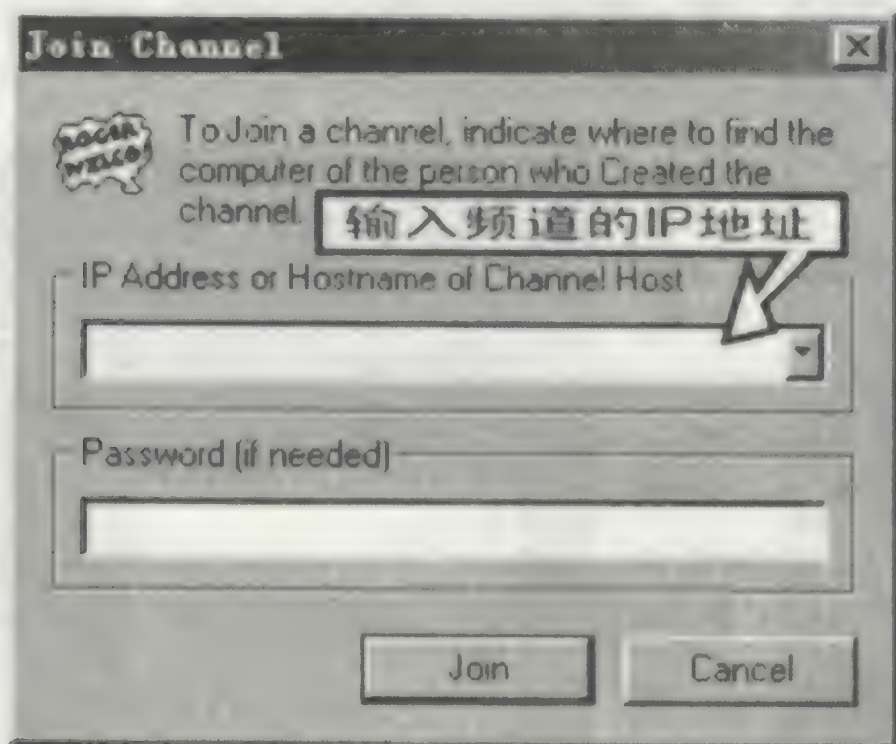 Join Channel
ROGER
WILCO
To Join a channel, indicate where to find the
computer of the person who Created the
channel.
输入频道的IP地址
IP Address or Hostname of Channel Host
Password (if needed)
Join
Cancel